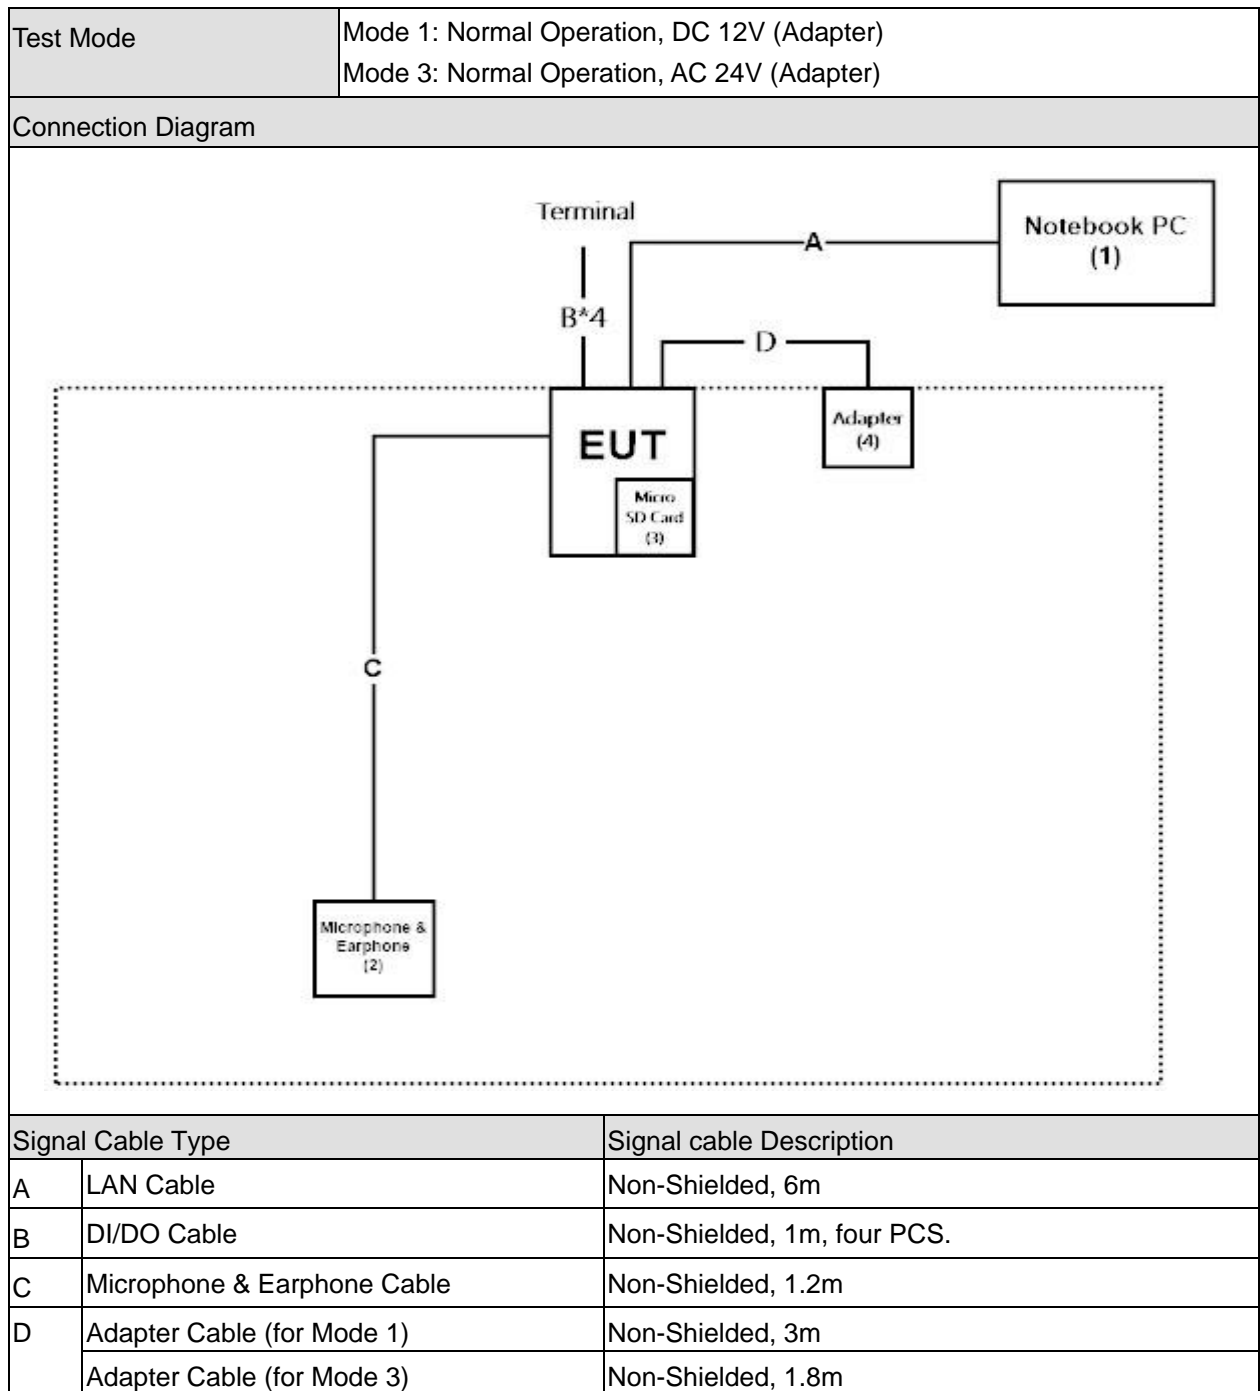 Test Mode
Mode 1: Normal Operation, DC 12V (Adapter)
Mode 3: Normal Operation, AC 24V (Adapter)
Connection Diagram
Terminal
A
Notebook PC
(1)
B*4
D
EUT
Adapter
(4)
Micro
SD Card
(3)
C
Microphone &
Earphone
(2)
Signal Cable Type
Signal cable Description
A
LAN Cable
Non-Shielded, 6m
B
DI/DO Cable
Non-Shielded, 1m, four PCS.
C
Microphone & Earphone Cable
Non-Shielded, 1.2m
D
Adapter Cable (for Mode 1)
Non-Shielded, 3m
Adapter Cable (for Mode 3)
Non-Shielded, 1.8m